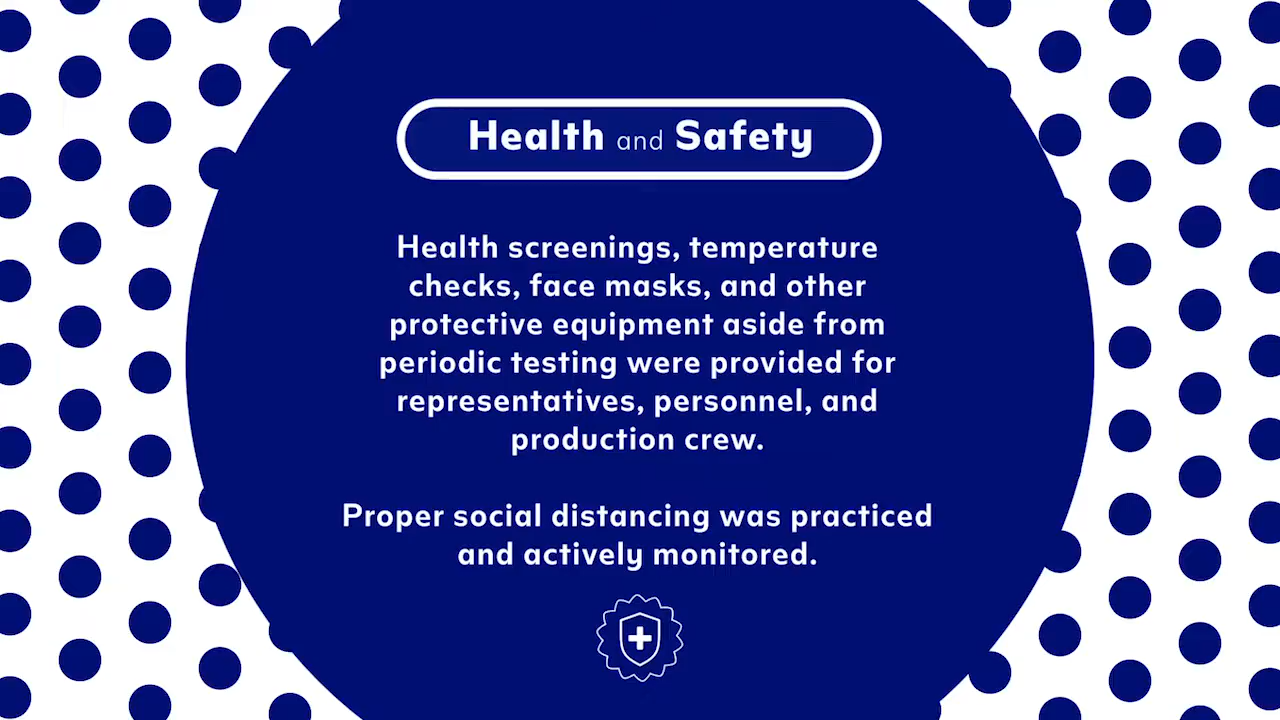 Health and Safety
Health screenings, temperature
checks, face masks, and other
protective equipment aside from
periodic testing were provided for
representatives, personnel, and
production crew.
Proper social distancing was practiced
and actively monitored.